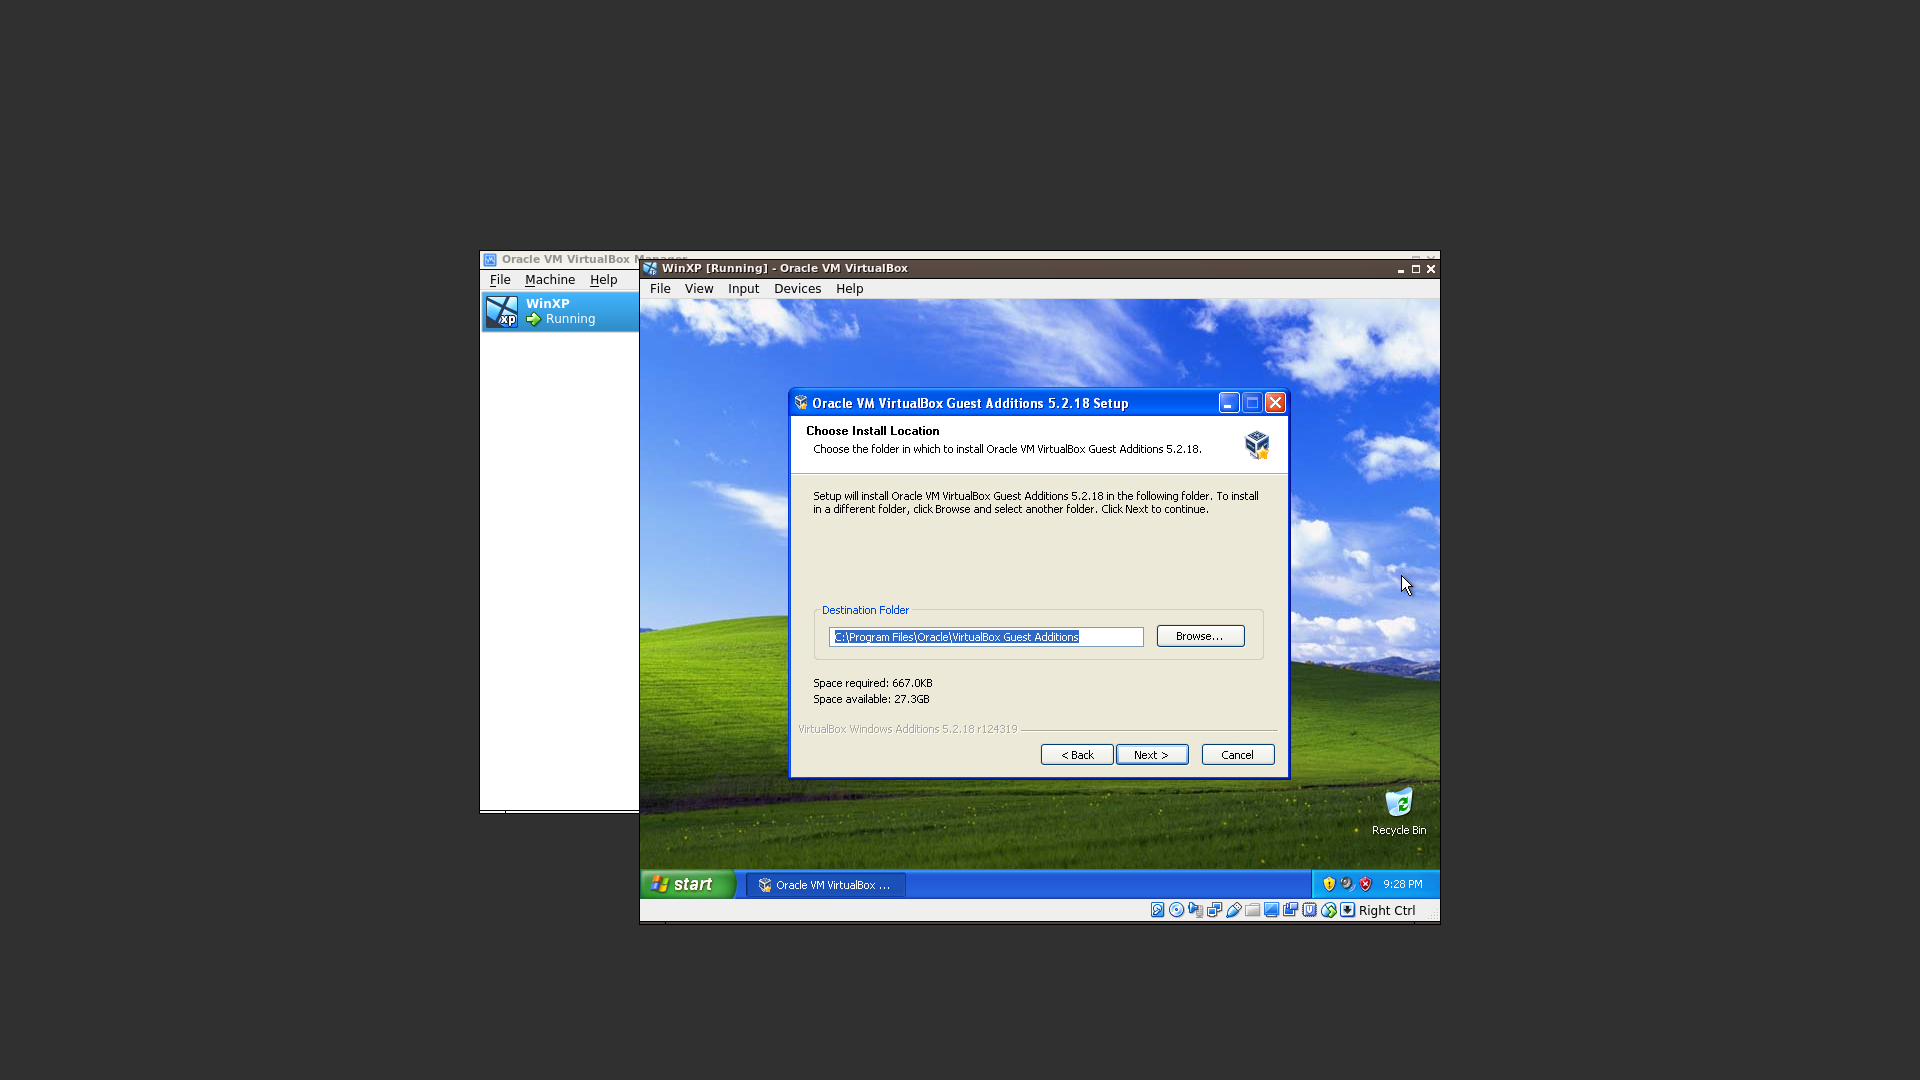 Oracle VM VirtualBox Manager
File Machine Help
WinXP
Running
WinXP [Running] - Oracle VM VirtualBox
File View Input Devices Help
Oracle VM VirtualBox Guest Additions 5.2.18 Setup
Choose Install Location
Choose the folder in which to install Oracle VM VirtualBox Guest Additions 5.2.18.
Setup will install Oracle VM VirtualBox Guest Additions 5.2.18 in the following folder. To install
in a different folder, click Browse and select another folder. Click Next to continue.
Destination Folder
C:\Program Files\Oracle\VirtualBox Guest Additions
Browse...
Space required: 667.0KB
Space available: 27.3GB
VirtualBox Windows Additions 5.2.18 r124319
< Back
Next >
Cancel
Recycle Bin
start
Oracle VM VirtualBox ...
9:28 PM
Right Ctrl